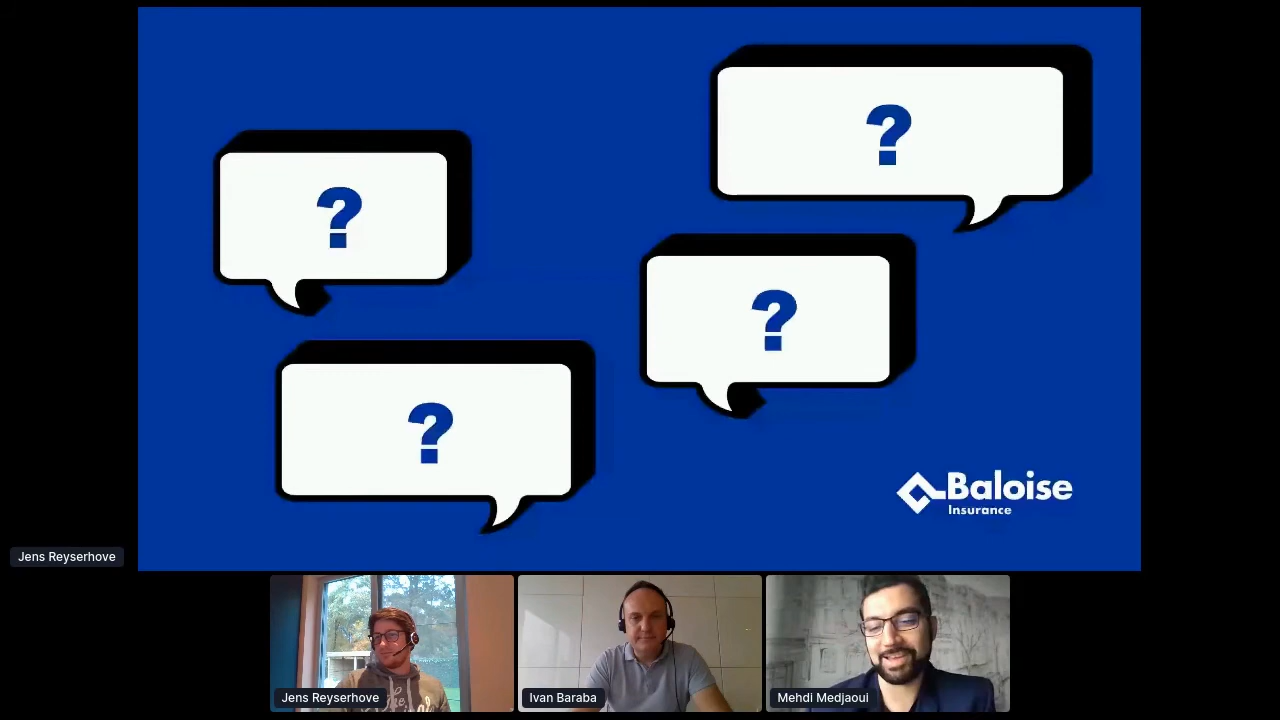 ?
?
?
?
Baloise
Insurance
Jens Reyserhove
Jens Reyserhove
Ivan Baraba
Mehdi Medjaoui